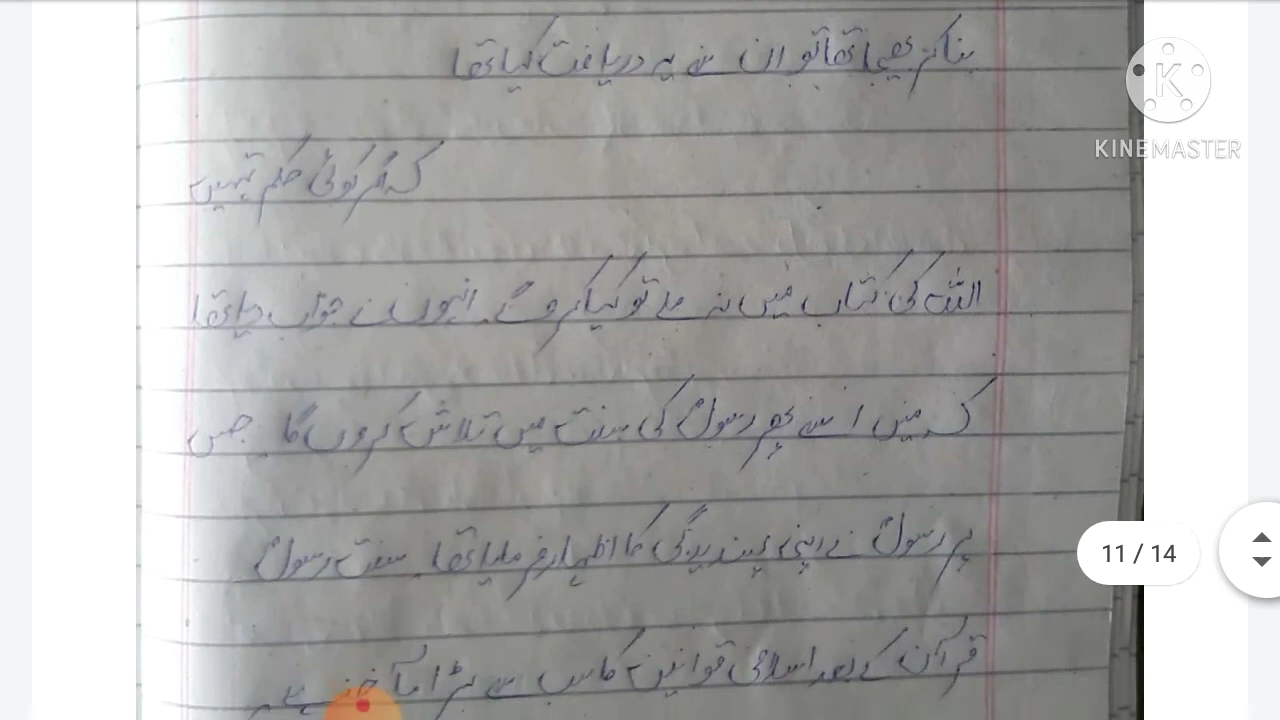 بنا کر بھیجا تھا تو ان سے یہ دریافت کیا تھا
KINEMASTER
کہ اگر کوئی حکم تمہیں
اللہ کی کتاب میں نہ ملے تو کیا کرو گے۔ انہوں نے جواب دیا تھا
کہ میں اسے پھر رسولؐ کی سنت میں تلاش کروں گا۔ جس
پر رسولؐ نے اپنی پسندیدگی کا اظہار فرمایا تھا۔ سنت رسولؐ
11 / 14
قرآن کے بعد اسلامی قوانین کا سب سے بڑا ماخذ ہے۔